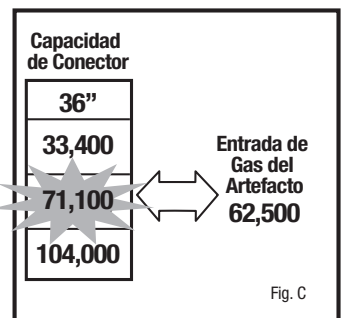 Capacidad
de Conector
36”
33,400
71,100
104,000
Entrada de
Gas del
Artefacto
62,500
Fig. C